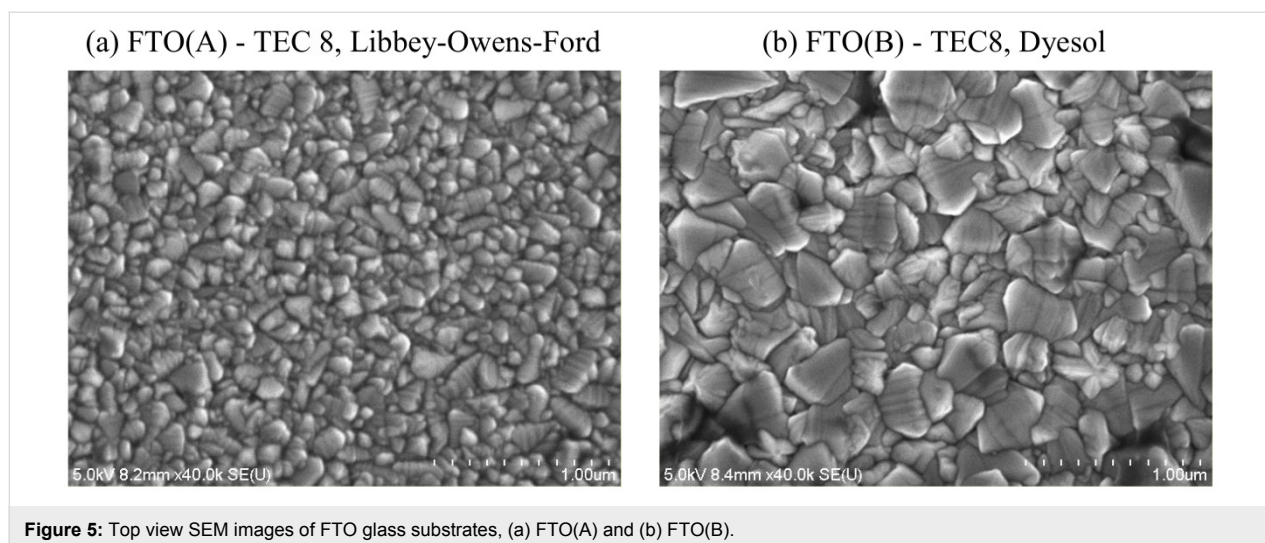 (a) FTO(A) - TEC 8, Libbey-Owens-Ford
(b) FTO(B) - TEC8, Dyesol
5.0kV 8.2mm x40.0k SE(U) 1.00um
5.0kV 8.4mm x40.0k SE(U) 1.00um
Figure 5: Top view SEM images of FTO glass substrates, (a) FTO(A) and (b) FTO(B).